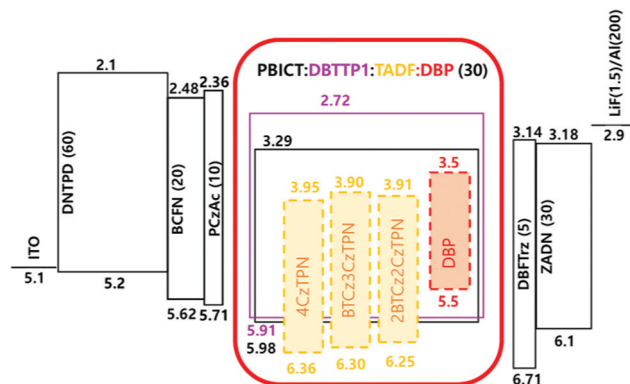 PBICT:DBTTP1:TADF:DBP (30)
LiF(1.5)/Al(200)
2.9
2.1
DNTPD (60)
5.2
ITO
5.1
2.48
BCFN (20)
5.62
2.36
PCzAc (10)
5.71
2.72
5.91
3.29
5.98
3.95
4CzTPN
6.36
3.90
BTCz3CzTPN
6.30
3.91
2BTCz2CzTPN
6.25
3.5
DBP
5.5
3.14
DBFTrz (5)
6.71
3.18
ZADN (30)
6.1